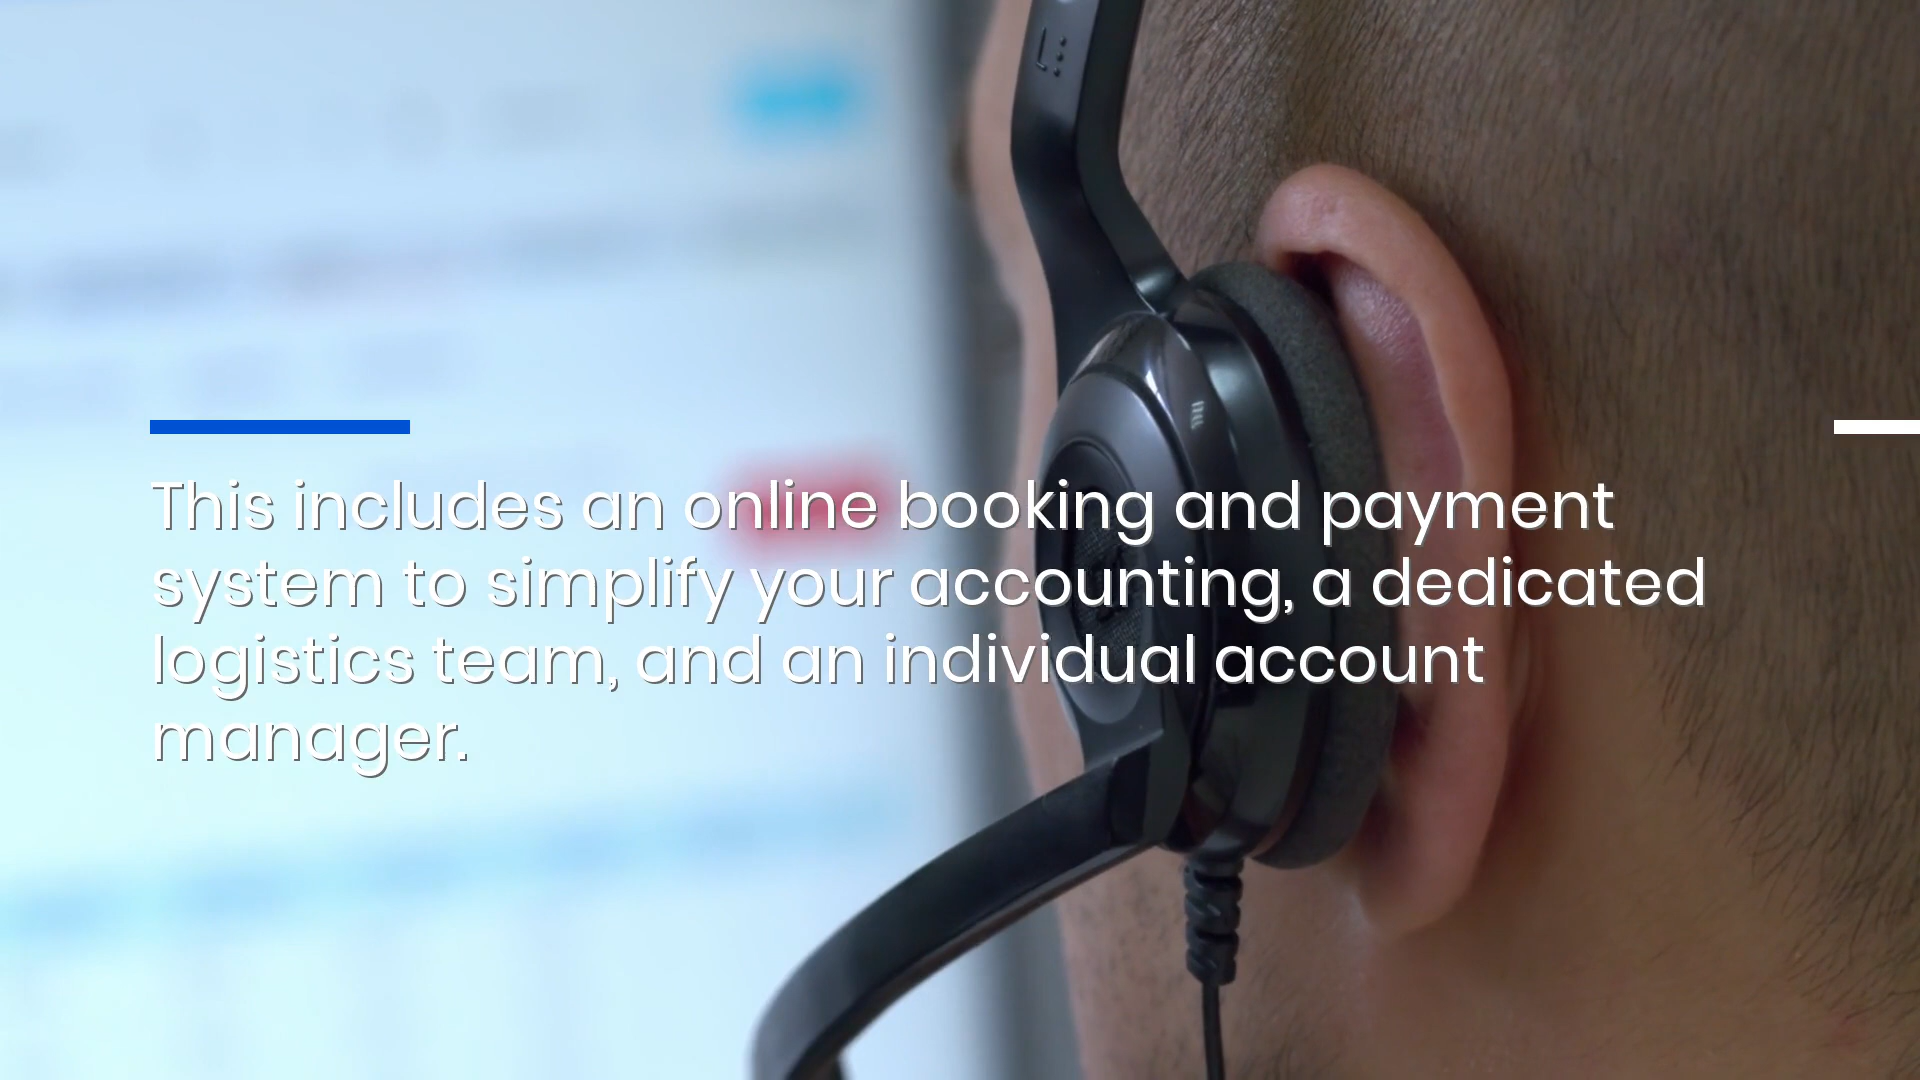 L
This includes an online booking and payment
system to simplify your accounting, a dedicated
logistics team, and an individual account
manager.